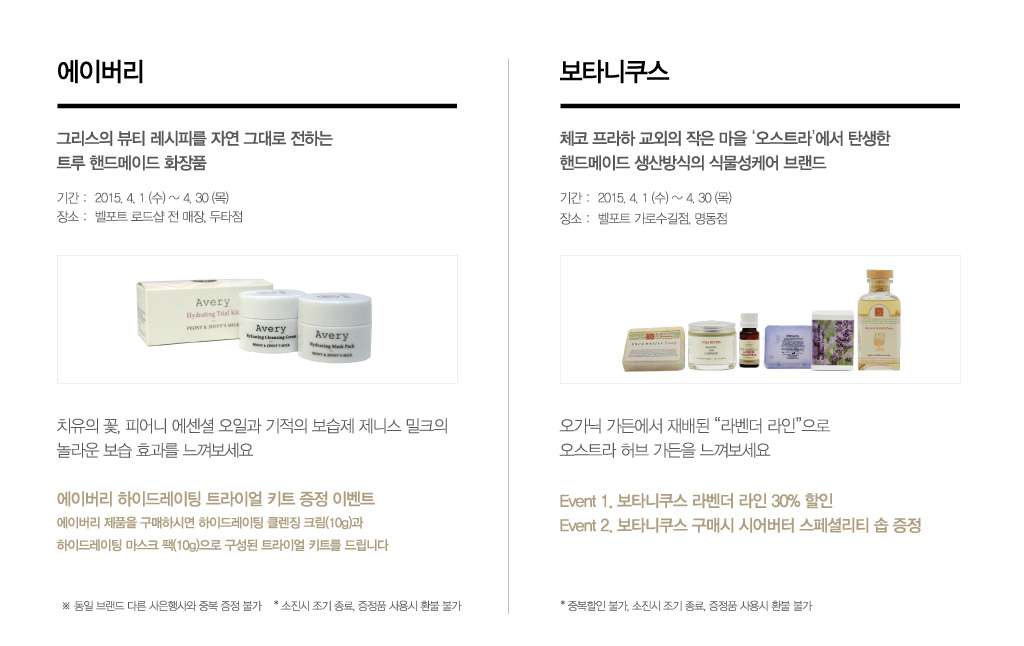 에이버리
그리스의 뷰티 레시피를 자연 그대로 전하는
트루 핸드메이드 화장품
기간 : 2015. 4. 1 (수) ~ 4. 30 (목)
장소 : 벨포트 로드샵 전 매장, 두타점
Avery
Hydrating Trial Kit
PEONY & JENNY'S MILK
Avery
Hydrating Cleansing Cream
PEONY & JENNY'S MILK
Avery
Hydrating Mask Pack
PEONY & JENNY'S MILK
치유의 꽃, 피어니 에센셜 오일과 기적의 보습제 제니스 밀크의
놀라운 보습 효과를 느껴보세요
에이버리 하이드레이팅 트라이얼 키트 증정 이벤트
에이버리 제품을 구매하시면 하이드레이팅 클렌징 크림(10g)과
하이드레이팅 마스크 팩(10g)으로 구성된 트라이얼 키트를 드립니다
※ 동일 브랜드 다른 사은행사와 중복 증정 불가 * 소진시 조기 종료, 증정품 사용시 환불 불가
보타니쿠스
체코 프라하 교외의 작은 마을 ‘오스트라’에서 탄생한
핸드메이드 생산방식의 식물성케어 브랜드
기간 : 2015. 4. 1 (수) ~ 4. 30 (목)
장소 : 벨포트 가로수길점, 명동점
Shea butter Soap
오가닉 가든에서 재배된 “라벤더 라인”으로
오스트라 허브 가든을 느껴보세요
Event 1. 보타니쿠스 라벤더 라인 30% 할인
Event 2. 보타니쿠스 구매시 시어버터 스페셜리티 솝 증정
* 중복할인 불가, 소진시 조기 종료, 증정품 사용시 환불 불가